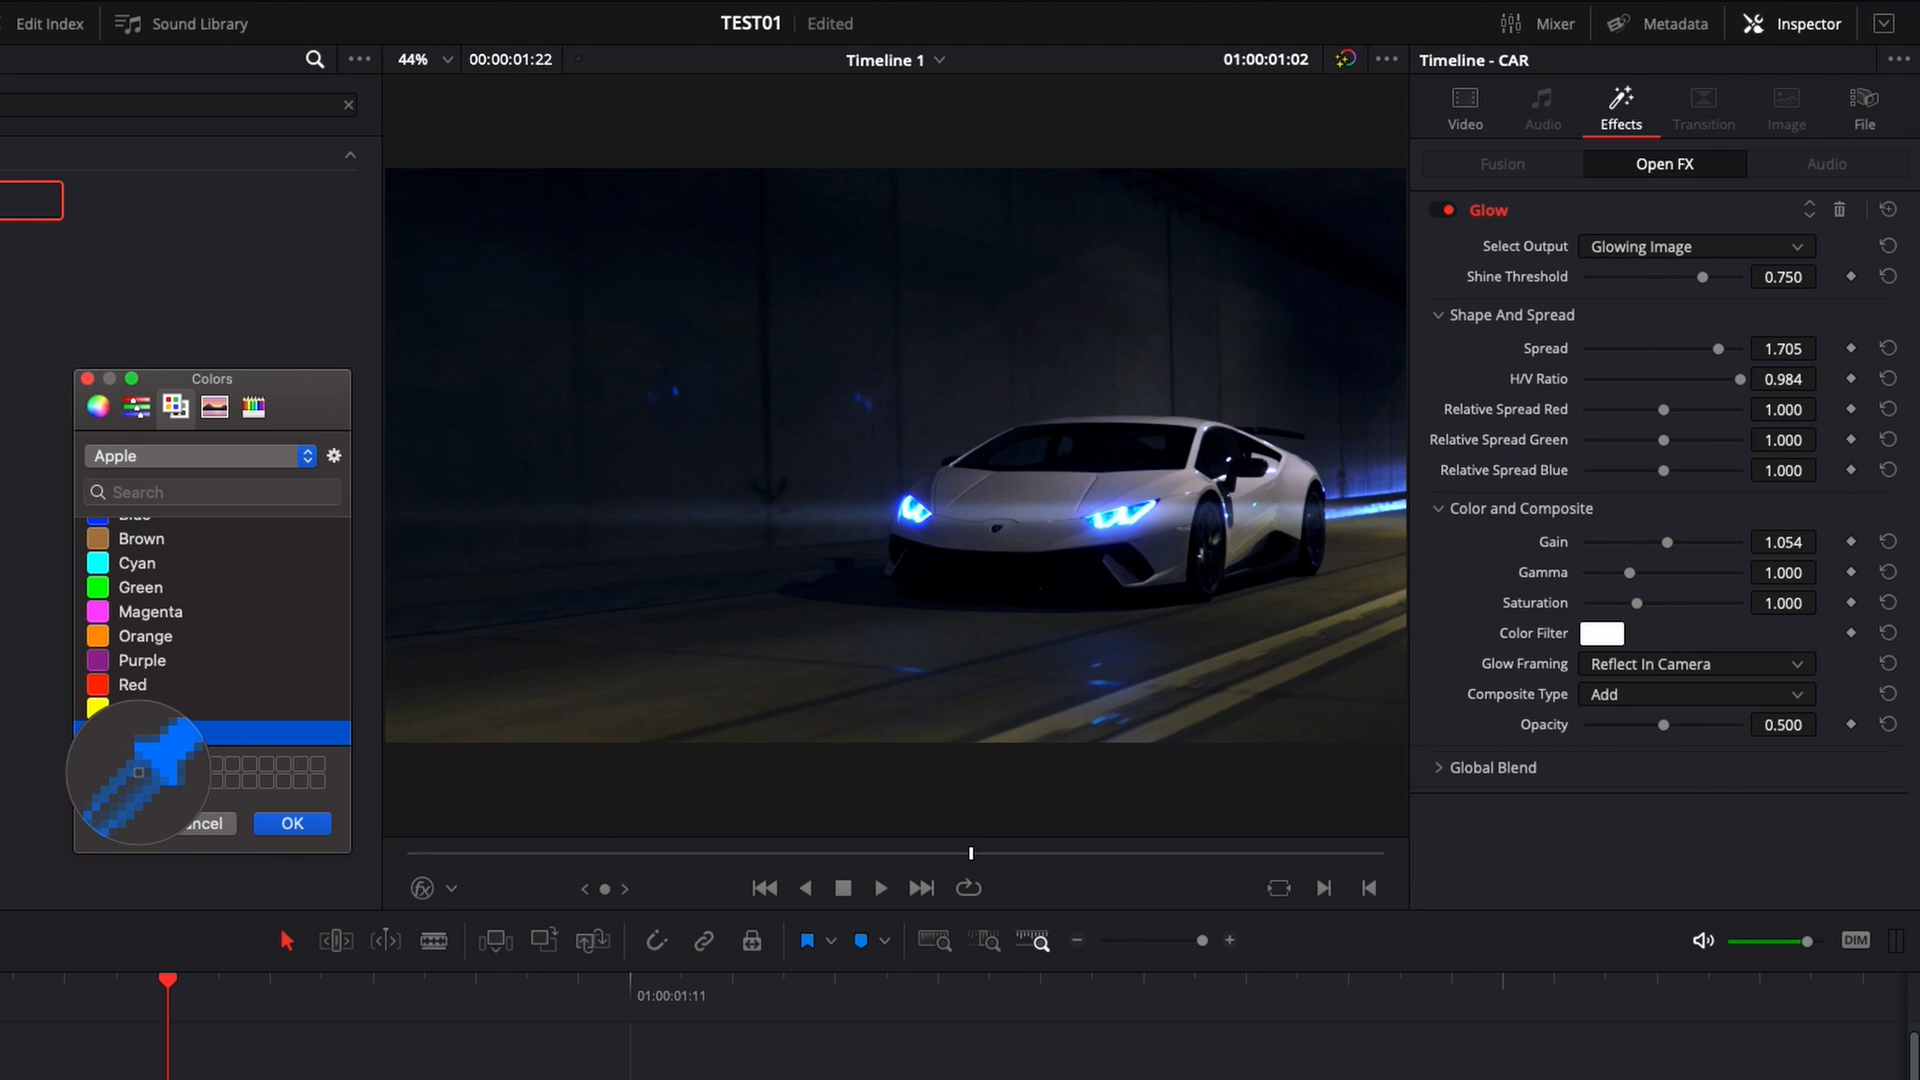 Edit Index
Sound Library
TEST01
Edited
Mixer
Metadata
Inspector
44%
00:00:01:22
Timeline 1
01:00:01:02
Timeline - CAR
Video
Audio
Effects
Transition
Image
File
Fusion
Open FX
Audio
Glow
Select Output
Glowing Image
Shine Threshold
0.750
Shape And Spread
Spread
1.705
H/V Ratio
0.984
Relative Spread Red
1.000
Relative Spread Green
1.000
Relative Spread Blue
1.000
Color and Composite
Gain
1.054
Gamma
1.000
Saturation
1.000
Color Filter
Glow Framing
Reflect In Camera
Composite Type
Add
Opacity
0.500
Global Blend
Colors
Apple
Search
Blue
Brown
Cyan
Green
Magenta
Orange
Purple
Red
ancel
OK
fx
DIM
01:00:01:11